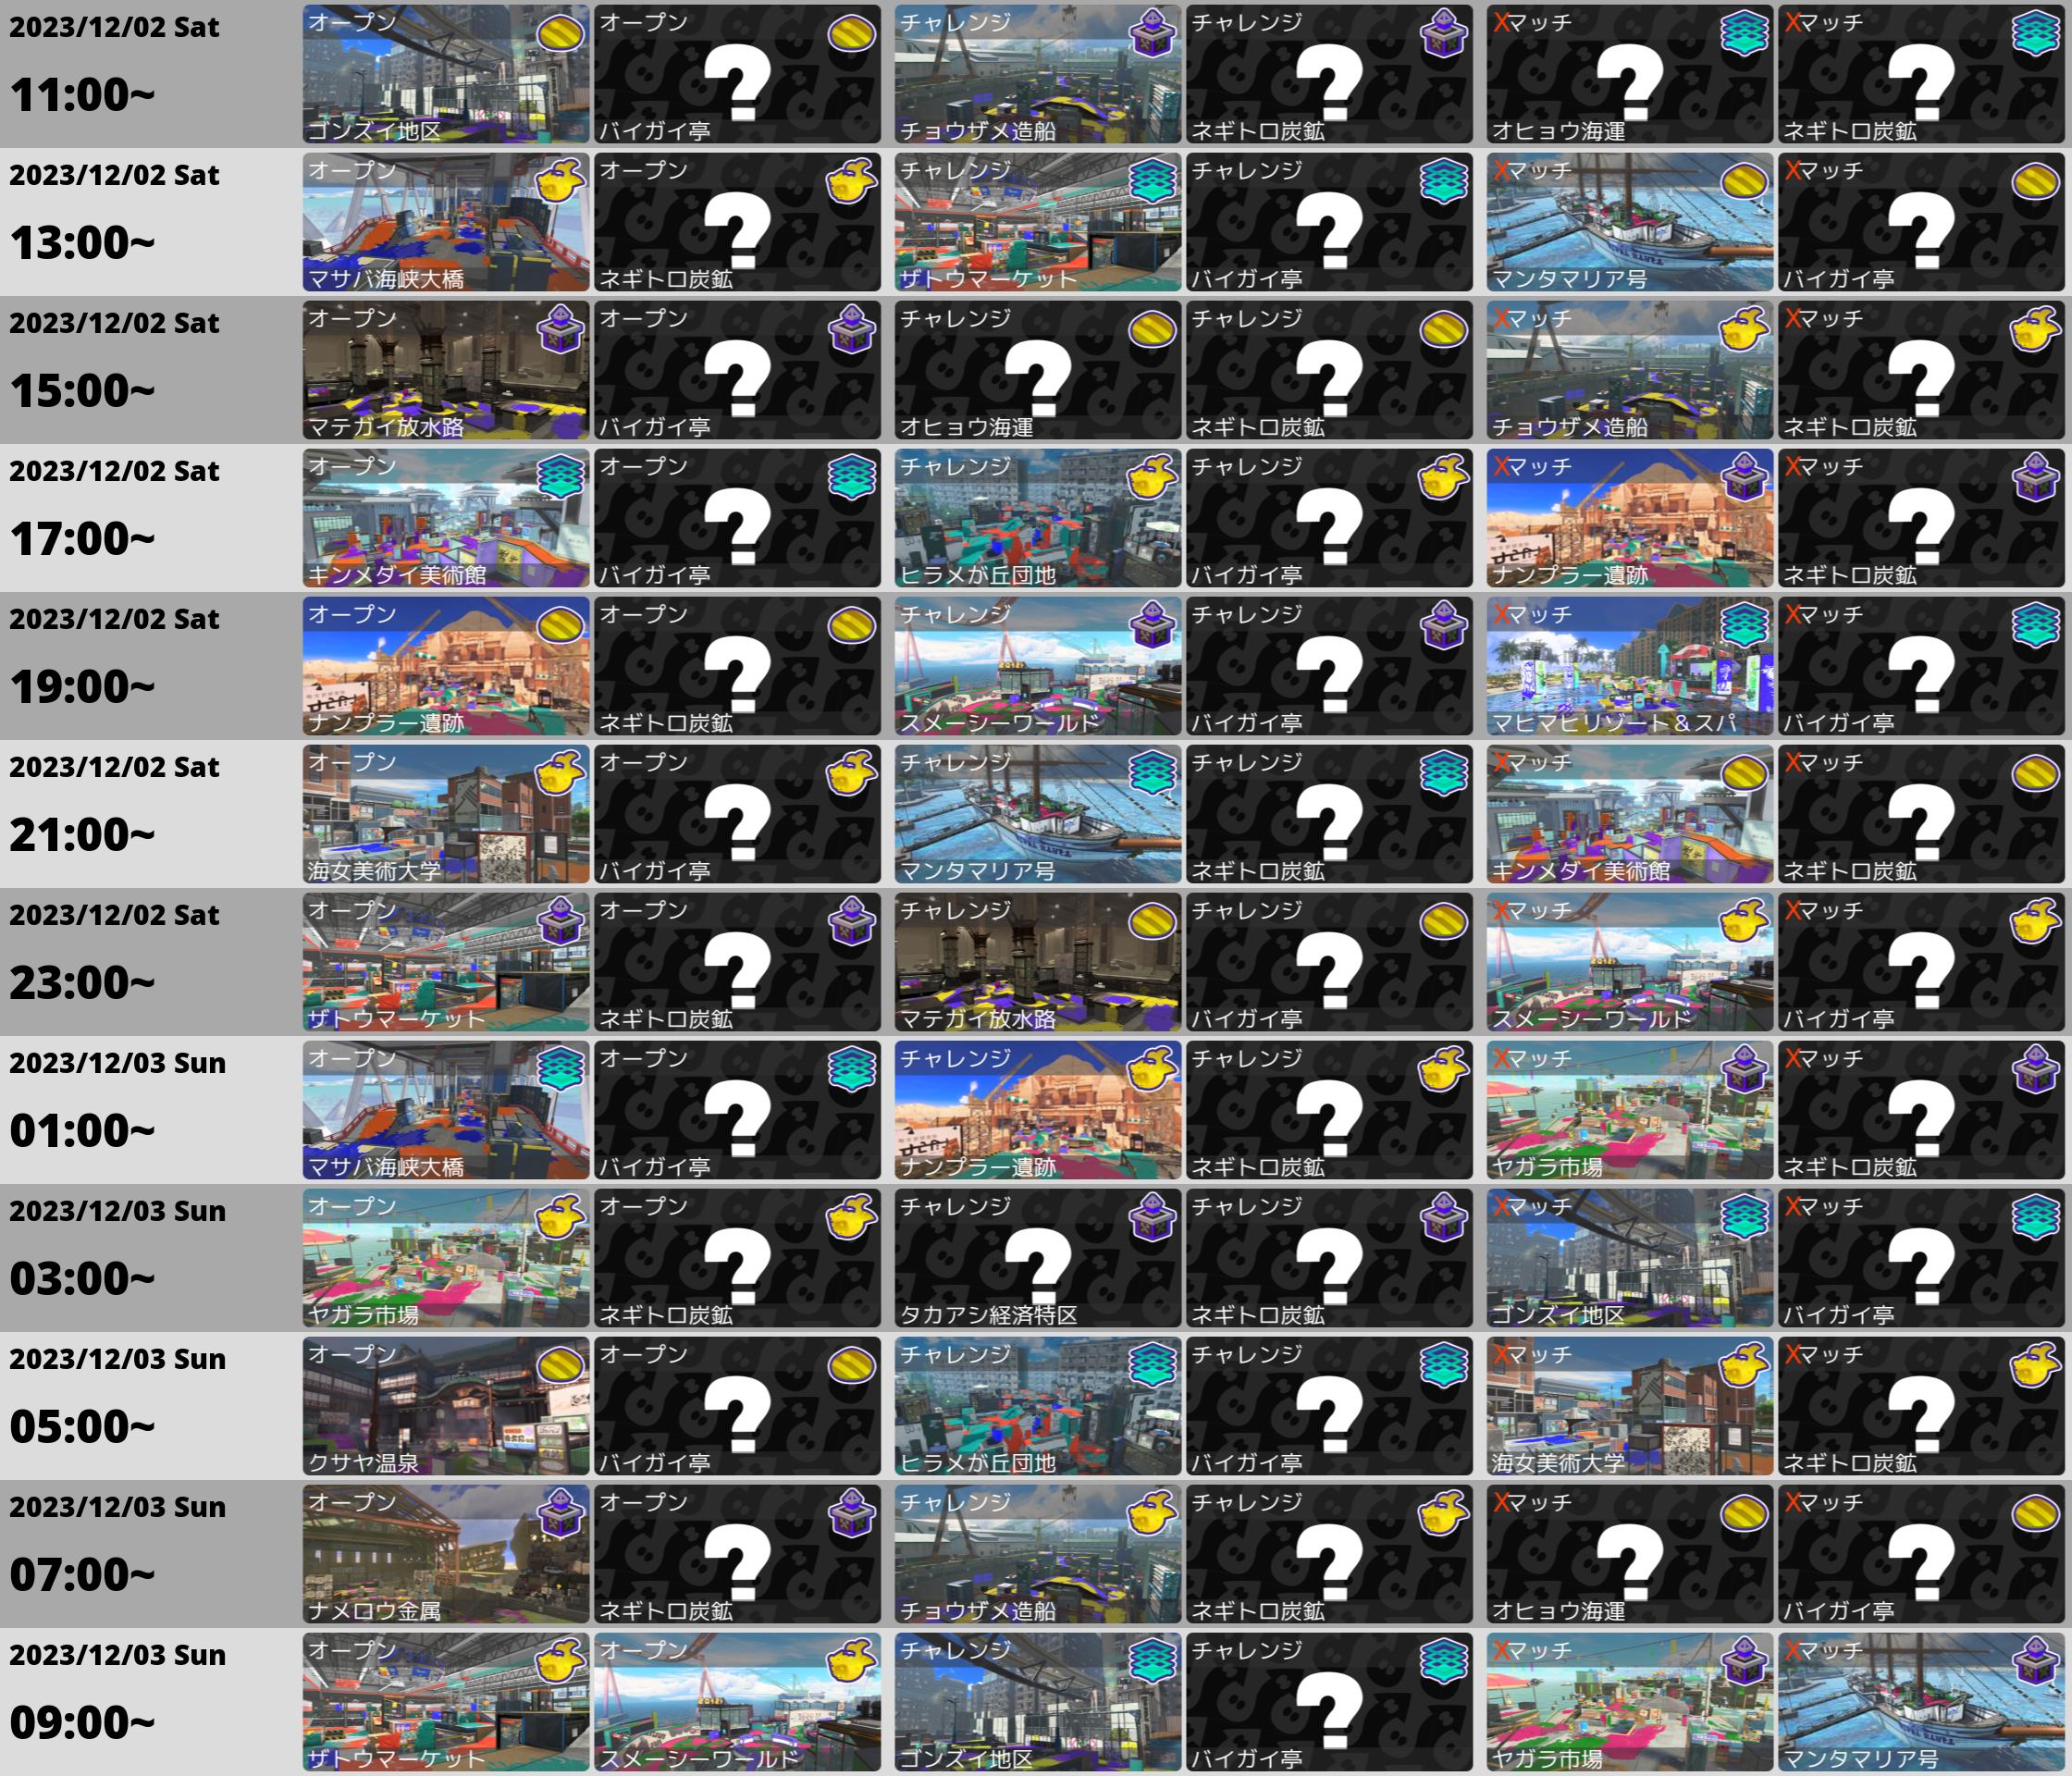 2023/12/02 Sat
11:00~
オープン
ゴンズイ地区
オープン
バイガイ亭
チャレンジ
チョウザメ造船
チャレンジ
ネギトロ炭鉱
Xマッチ
オヒョウ海運
Xマッチ
ネギトロ炭鉱
2023/12/02 Sat
13:00~
オープン
マサバ海峡大橋
オープン
ネギトロ炭鉱
チャレンジ
ザトウマーケット
チャレンジ
バイガイ亭
Xマッチ
マンタマリア号
Xマッチ
バイガイ亭
2023/12/02 Sat
15:00~
オープン
マテガイ放水路
オープン
バイガイ亭
チャレンジ
オヒョウ海運
チャレンジ
ネギトロ炭鉱
Xマッチ
チョウザメ造船
Xマッチ
ネギトロ炭鉱
2023/12/02 Sat
17:00~
オープン
キンメダイ美術館
オープン
バイガイ亭
チャレンジ
ヒラメが丘団地
チャレンジ
バイガイ亭
Xマッチ
ナンプラー遺跡
Xマッチ
ネギトロ炭鉱
2023/12/02 Sat
19:00~
オープン
ナンプラー遺跡
オープン
ネギトロ炭鉱
チャレンジ
スメーシーワールド
チャレンジ
バイガイ亭
Xマッチ
マヒマヒリゾート＆スパ
Xマッチ
バイガイ亭
2023/12/02 Sat
21:00~
オープン
海女美術大学
オープン
バイガイ亭
チャレンジ
マンタマリア号
チャレンジ
ネギトロ炭鉱
Xマッチ
キンメダイ美術館
Xマッチ
ネギトロ炭鉱
2023/12/02 Sat
23:00~
オープン
ザトウマーケット
オープン
ネギトロ炭鉱
チャレンジ
マテガイ放水路
チャレンジ
バイガイ亭
Xマッチ
スメーシーワールド
Xマッチ
バイガイ亭
2023/12/03 Sun
01:00~
オープン
マサバ海峡大橋
オープン
バイガイ亭
チャレンジ
ナンプラー遺跡
チャレンジ
ネギトロ炭鉱
Xマッチ
ヤガラ市場
Xマッチ
ネギトロ炭鉱
2023/12/03 Sun
03:00~
オープン
ヤガラ市場
オープン
ネギトロ炭鉱
チャレンジ
タカアシ経済特区
チャレンジ
ネギトロ炭鉱
Xマッチ
ゴンズイ地区
Xマッチ
バイガイ亭
2023/12/03 Sun
05:00~
オープン
クサヤ温泉
オープン
バイガイ亭
チャレンジ
ヒラメが丘団地
チャレンジ
バイガイ亭
Xマッチ
海女美術大学
Xマッチ
ネギトロ炭鉱
2023/12/03 Sun
07:00~
オープン
ナメロウ金属
オープン
ネギトロ炭鉱
チャレンジ
チョウザメ造船
チャレンジ
ネギトロ炭鉱
Xマッチ
オヒョウ海運
Xマッチ
バイガイ亭
2023/12/03 Sun
09:00~
オープン
ザトウマーケット
オープン
スメーシーワールド
チャレンジ
ゴンズイ地区
チャレンジ
バイガイ亭
Xマッチ
ヤガラ市場
Xマッチ
マンタマリア号